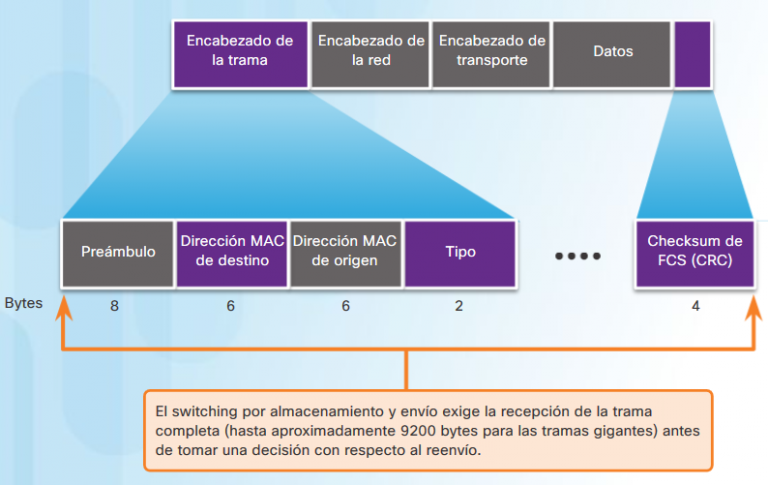 Encabezado de
la trama
Encabezado de
la red
Encabezado de
transporte
Datos
Preámbulo
Dirección MAC
de destino
Dirección MAC
de origen
Tipo
Checksum de
FCS (CRC)
Bytes
8
6
6
2
4
El switching por almacenamiento y envío exige la recepción de la trama
completa (hasta aproximadamente 9200 bytes para las tramas gigantes) antes
de tomar una decisión con respecto al reenvío.